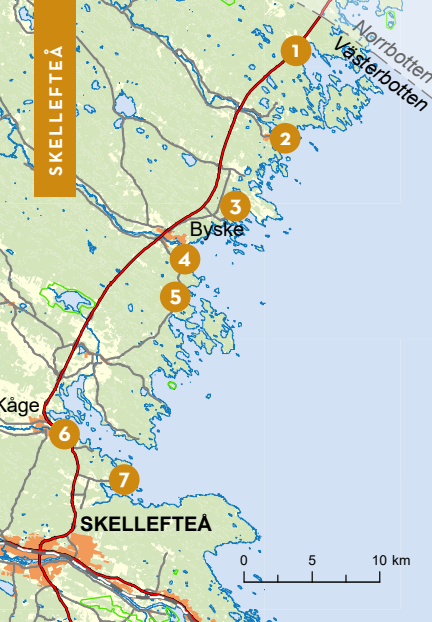 SKELLEFTEÅ
Norrbotten
Västerbotten
1
2
3
Byske
4
5
Kåge
6
7
SKELLEFTEÅ
0 5 10 km